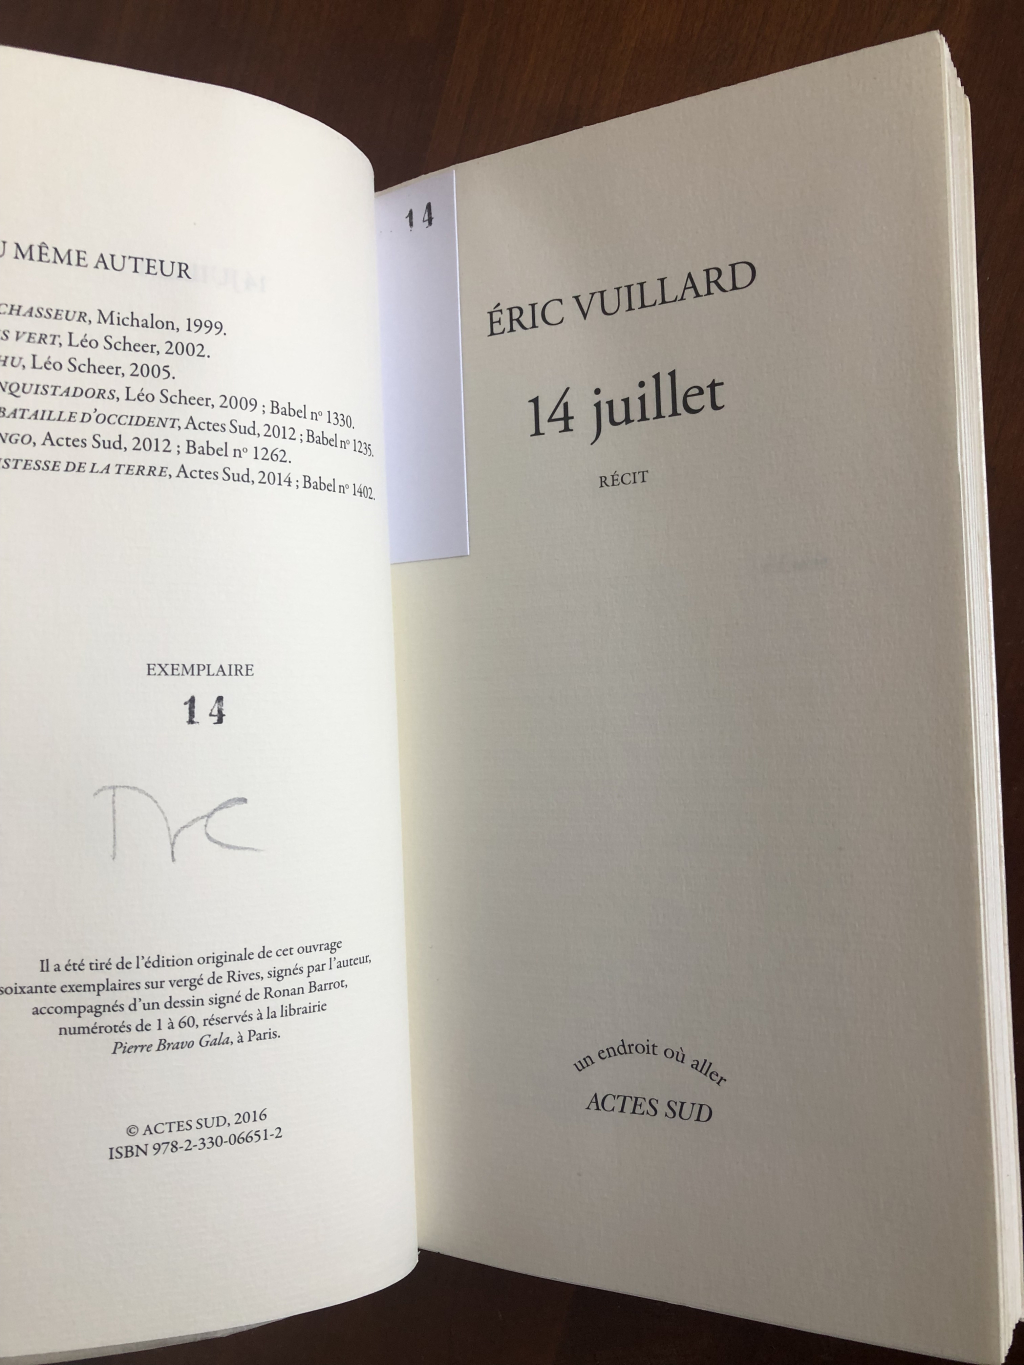 MÊME AUTEUR
CHASSEUR, Michalon, 1999.
VERT, Léo Scheer, 2002.
Léo Scheer, 2005.
Léo Scheer, 2009 ; Babel nº 1330.
BATAILLE D'OCCIDENT, Actes Sud, 2012 ; Babel nº 1235.
Actes Sud, 2012 ; Babel nº 1262.
DE LA TERRE, Actes Sud, 2014 ; Babel nº 1402.
EXEMPLAIRE
14
Il a été tiré de l'édition originale de cet ouvrage
soixante exemplaires sur vergé de Rives, signés par l'auteur,
accompagnés d'un dessin signé de Ronan Barrot,
numérotés de 1 à 60, réservés à la librairie
Pierre Bravo Gala, à Paris.
© ACTES SUD, 2016
ISBN 978-2-330-06651-2
14
ÉRIC VUILLARD
14 juillet
RÉCIT
un endroit où aller
ACTES SUD